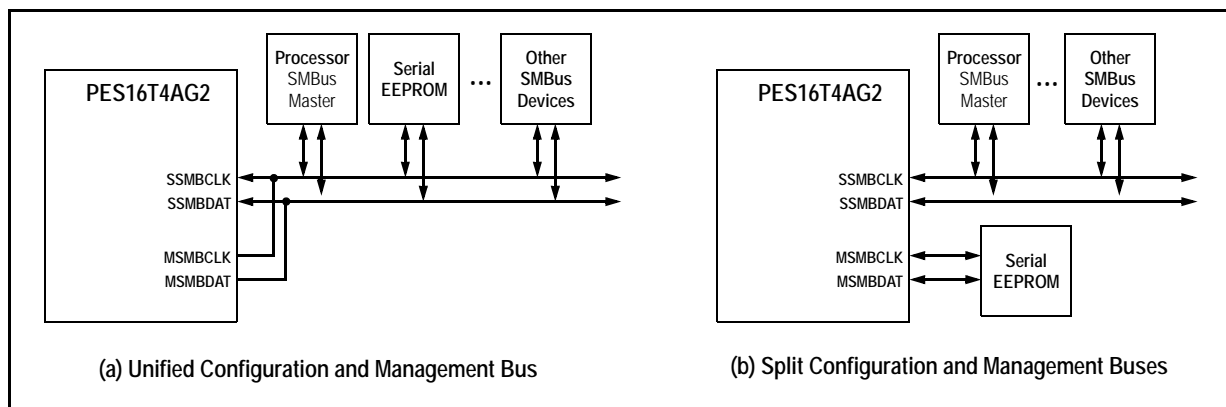 PES16T4AG2
Processor
SMBus
Master
Serial
EEPROM
...
Other
SMBus
Devices
SSMBCLK
SSMBDAT
MSMBCLK
MSMBDAT
(a) Unified Configuration and Management Bus
PES16T4AG2
Processor
SMBus
Master
...
Other
SMBus
Devices
SSMBCLK
SSMBDAT
MSMBCLK
MSMBDAT
Serial
EEPROM
(b) Split Configuration and Management Buses